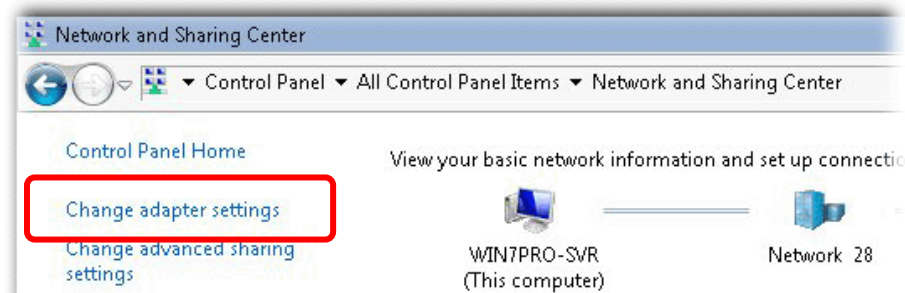 Network and Sharing Center
Control Panel All Control Panel Items Network and Sharing Center
Control Panel Home
View your basic network information and set up
Change adapter settings
Change advanced sharing
settings
WIN7PRO-SVR
(This computer)
Network 28